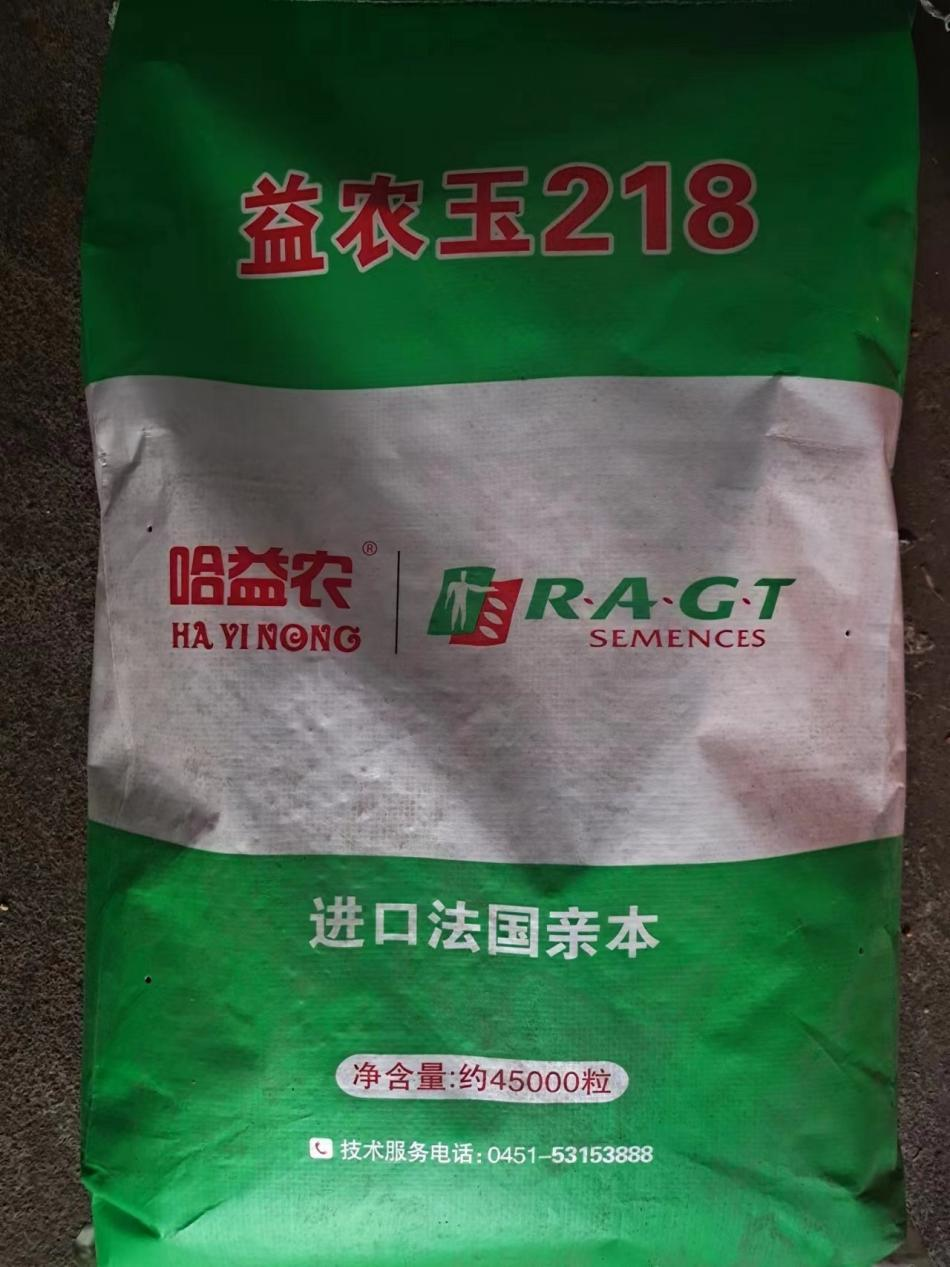 益农玉218
哈益农®
HA YI NONG
R·A·G·T
SEMENCES
进口法国亲本
净含量:约45000粒
技术服务电话:0451-53153888